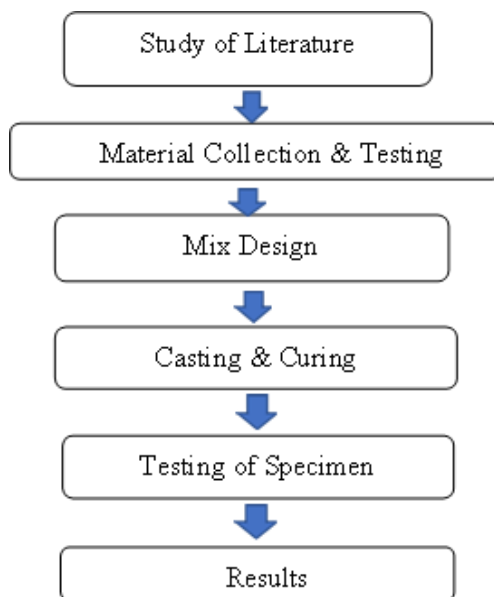 Study of Literature
Material Collection & Testing
Mix Design
Casting & Curing
Testing of Specimen
Results